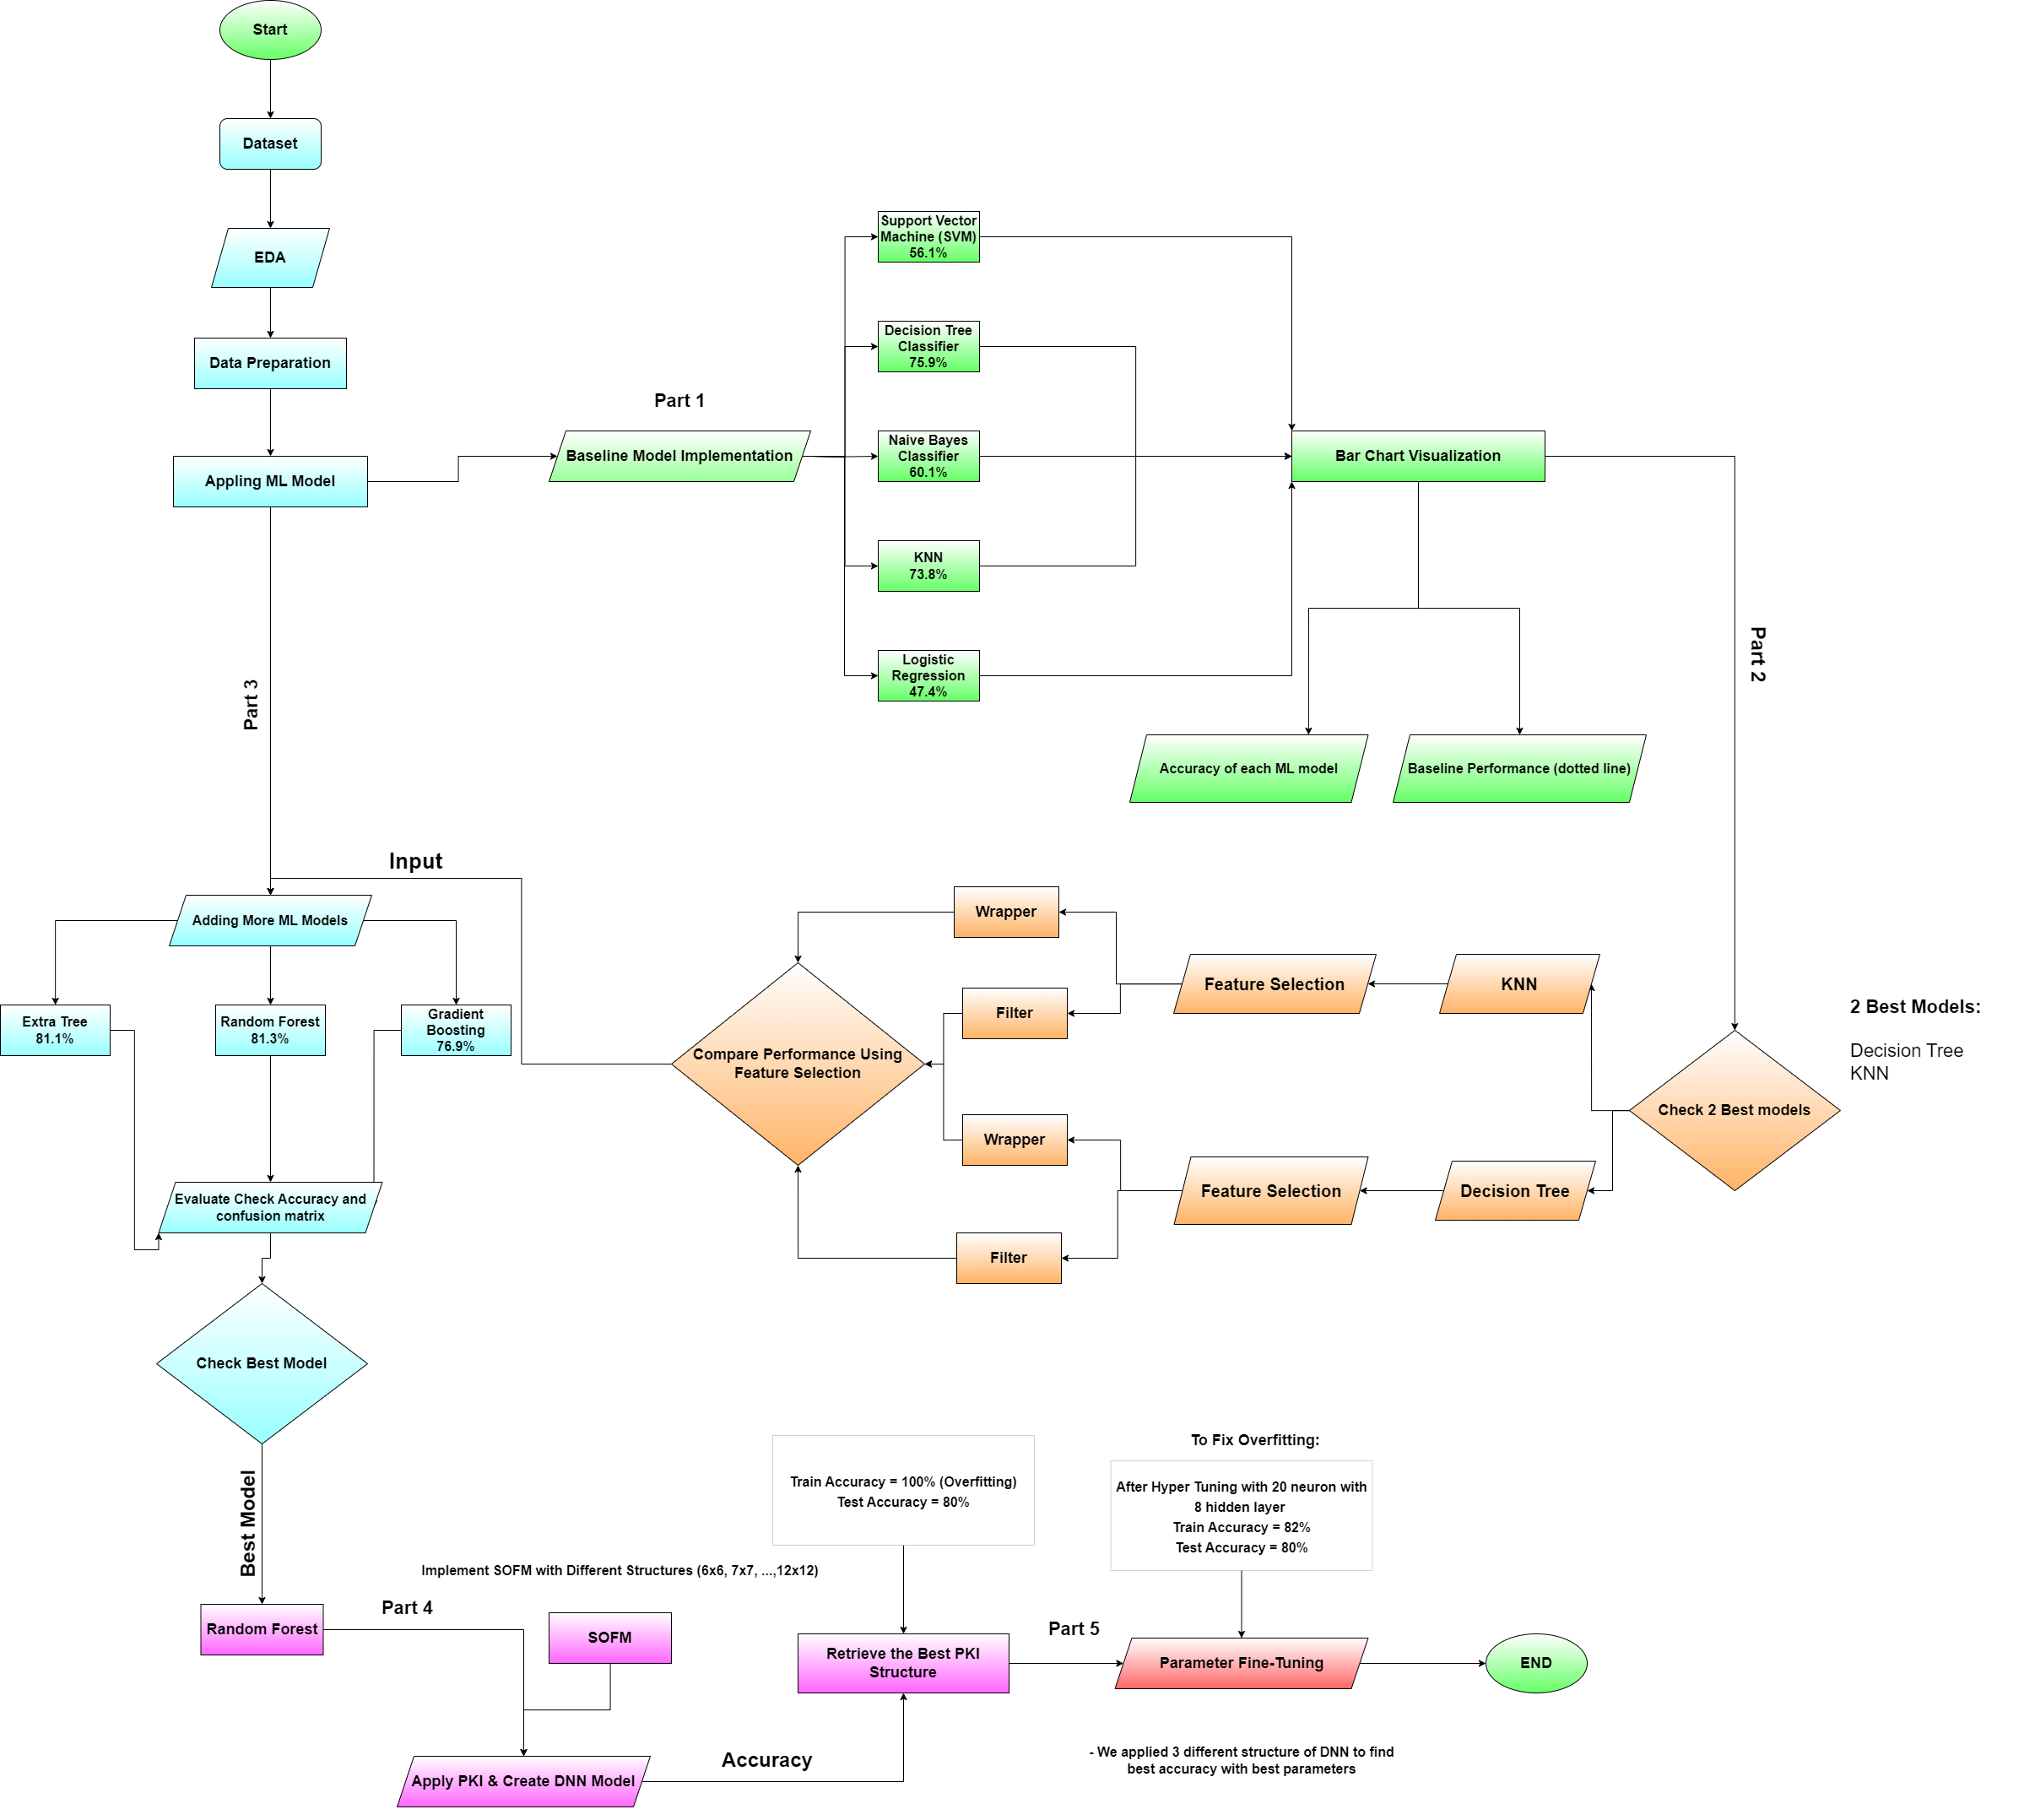 Start
Dataset
EDA
Data Preparation
Appling ML Model
Part 1
Baseline Model Implementation
Support Vector
Machine (SVM)
56.1%
Decision Tree
Classifier
75.9%
Naive Bayes
Classifier
60.1%
KNN
73.8%
Logistic
Regression
47.4%
Bar Chart Visualization
Accuracy of each ML model
Baseline Performance (dotted line)
Part 2
2 Best Models:
Decision Tree
KNN
Check 2 Best models
KNN
Feature Selection
Wrapper
Filter
Decision Tree
Feature Selection
Wrapper
Filter
Compare Performance Using
Feature Selection
Input
Part 3
Adding More ML Models
Extra Tree
81.1%
Random Forest
81.3%
Gradient
Boosting
76.9%
Evaluate Check Accuracy and
confusion matrix
Check Best Model
Best Model
Random Forest
Part 4
Implement SOFM with Different Structures (6x6, 7x7, ...,12x12)
SOFM
Apply PKI & Create DNN Model
Accuracy
Train Accuracy = 100% (Overfitting)
Test Accuracy = 80%
Retrieve the Best PKI
Structure
Part 5
To Fix Overfitting:
After Hyper Tuning with 20 neuron with
8 hidden layer
Train Accuracy = 82%
Test Accuracy = 80%
Parameter Fine-Tuning
END
- We applied 3 different structure of DNN to find
best accuracy with best parameters